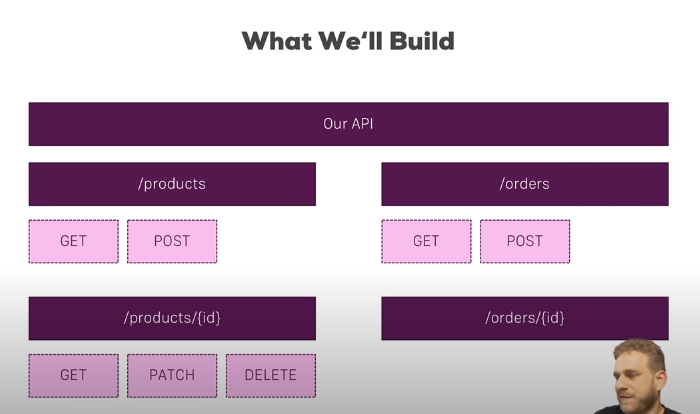 What We‘ll Build
Our API
/products
/orders
GET
POST
GET
POST
/products/{id}
/orders/{id}
GET
PATCH
DELETE